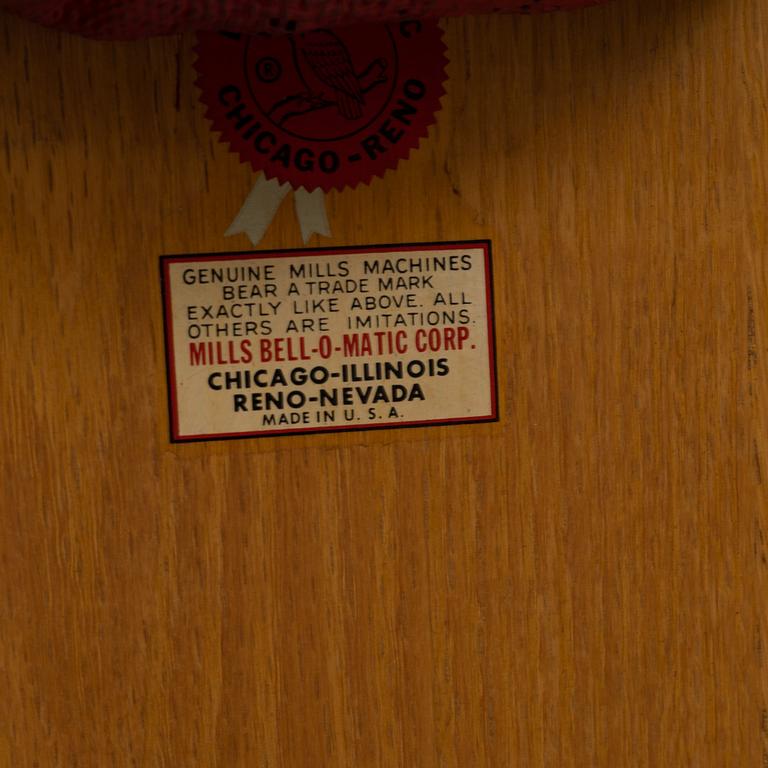 ®
CHICAGO-RENO
GENUINE MILLS MACHINES
BEAR A TRADE MARK
EXACTLY LIKE ABOVE. ALL
OTHERS ARE IMITATIONS.
MILLS BELL-O-MATIC CORP.
CHICAGO-ILLINOIS
RENO-NEVADA
MADE IN U. S. A.